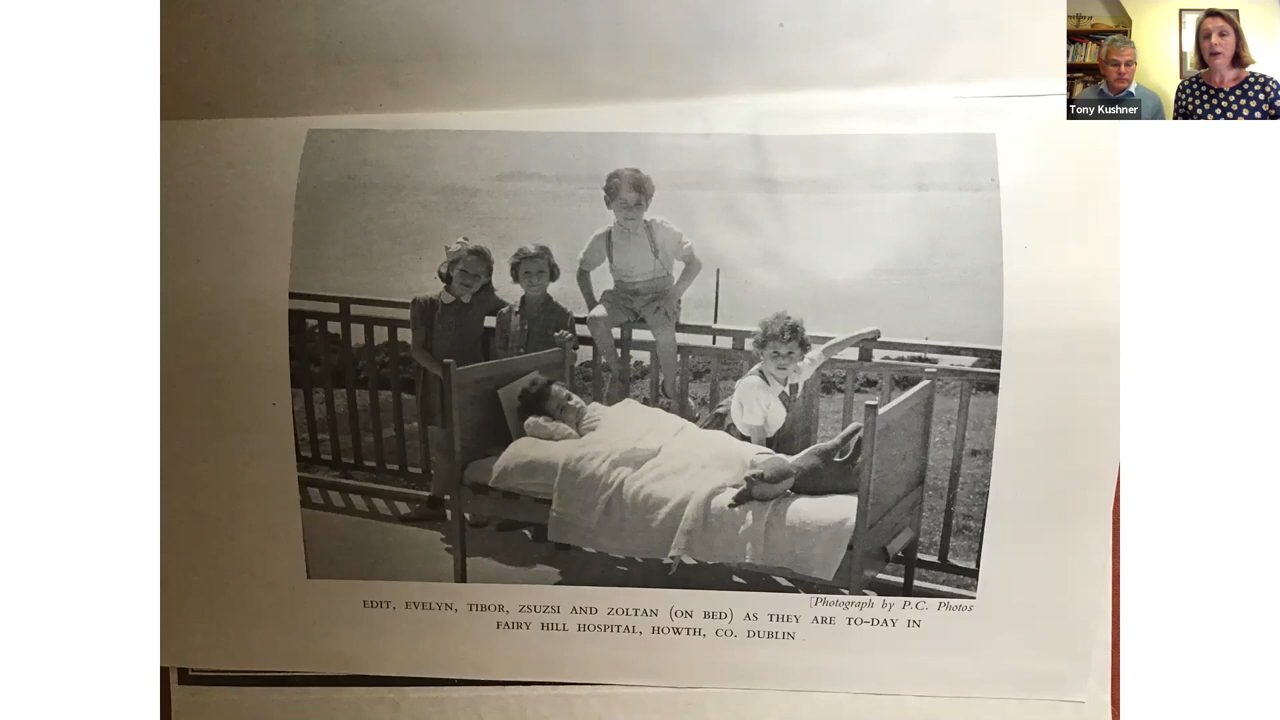 Tony Kushner
[Photograph by P.C. Photos
EDIT, EVELYN, TIBOR, ZSUZSI AND ZOLTAN (ON BED) AS THEY ARE TO-DAY IN
FAIRY HILL HOSPITAL, HOWTH, CO. DUBLIN